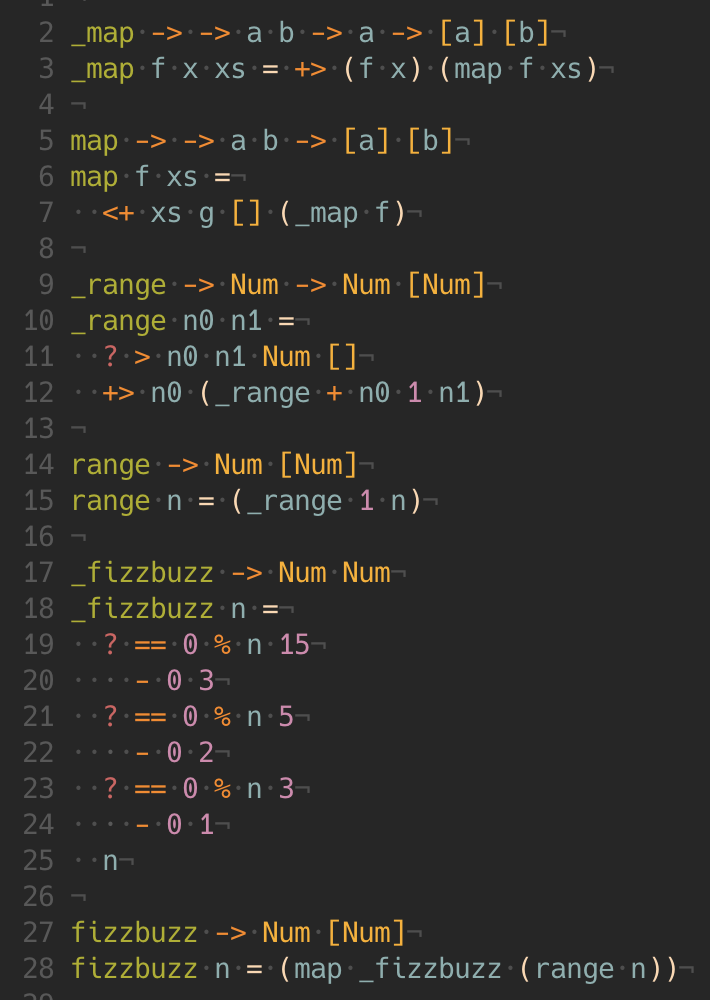 1
2 _map -> -> a b -> a -> [a] [b]¬
3 _map f x xs = +> (f x) (map f xs)¬
4 ¬
5 map -> -> a b -> [a] [b]¬
6 map f xs =¬
7 ··<+ xs g [] (_map f)¬
8 ¬
9 _range -> Num -> Num [Num]¬
10 _range n0 n1 =¬
11 ··? > n0 n1 Num []¬
12 ··+> n0 (_range + n0 1 n1)¬
13 ¬
14 range -> Num [Num]¬
15 range n = (_range 1 n)¬
16 ¬
17 _fizzbuzz -> Num Num¬
18 _fizzbuzz n =¬
19 ··? == 0 % n 15¬
20 ····- 0 3¬
21 ··? == 0 % n 5¬
22 ····- 0 2¬
23 ··? == 0 % n 3¬
24 ····- 0 1¬
25 ··n¬
26 ¬
27 fizzbuzz -> Num [Num]¬
28 fizzbuzz n = (map _fizzbuzz (range n))¬
29